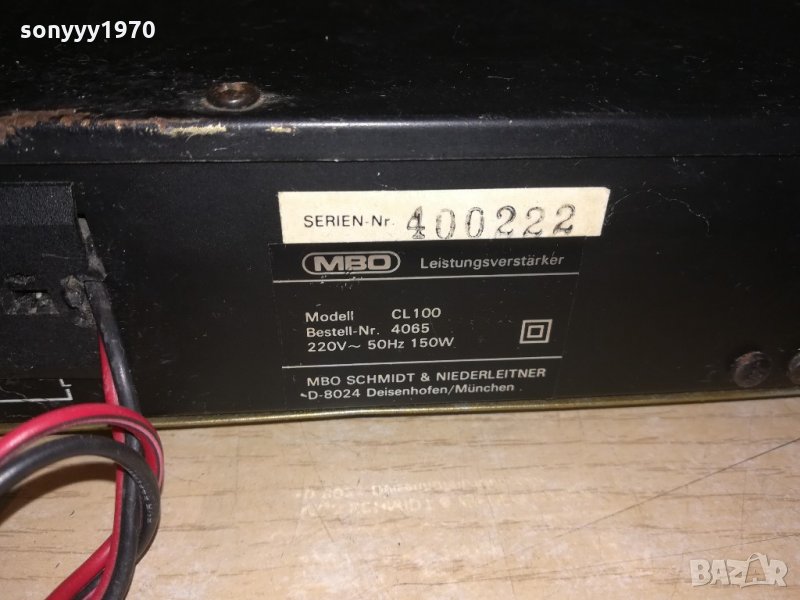 sonyyy1970
SERIEN-Nr. 400222
MBO Leistungsverstärker
Modell CL100
Bestell-Nr. 4065
220V~ 50Hz 150W
MBO SCHMIDT & NIEDERLEITNER
D-8024 Deisenhofen/München
BAZAR